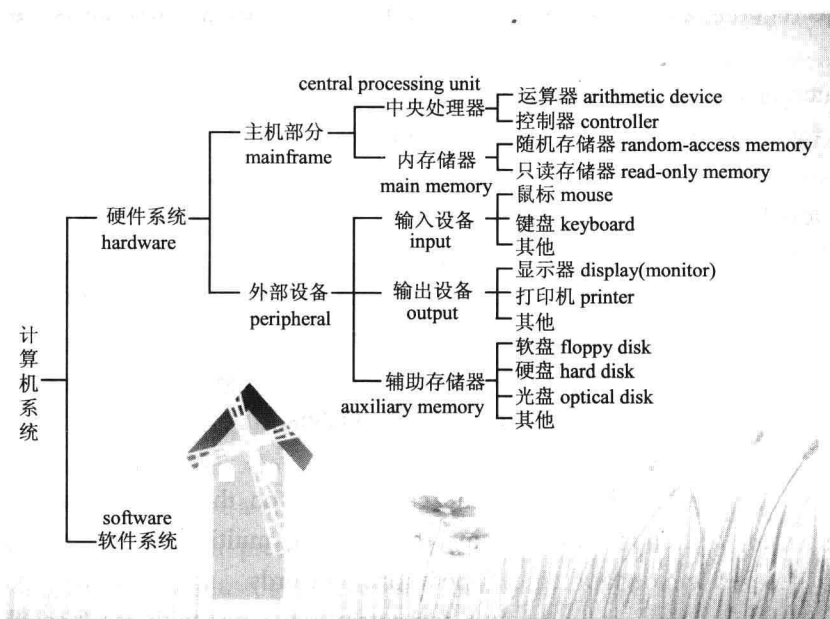 central processing unit
中央处理器
运算器 arithmetic device
控制器 controller
主机部分
mainframe
内存储器
main memory
随机存储器 random-access memory
只读存储器 read-only memory
硬件系统
hardware
输入设备
input
鼠标 mouse
键盘 keyboard
其他
外部设备
peripheral
输出设备
output
显示器 display(monitor)
打印机 printer
其他
辅助存储器
auxiliary memory
软盘 floppy disk
硬盘 hard disk
光盘 optical disk
其他
计算机系统
software
软件系统